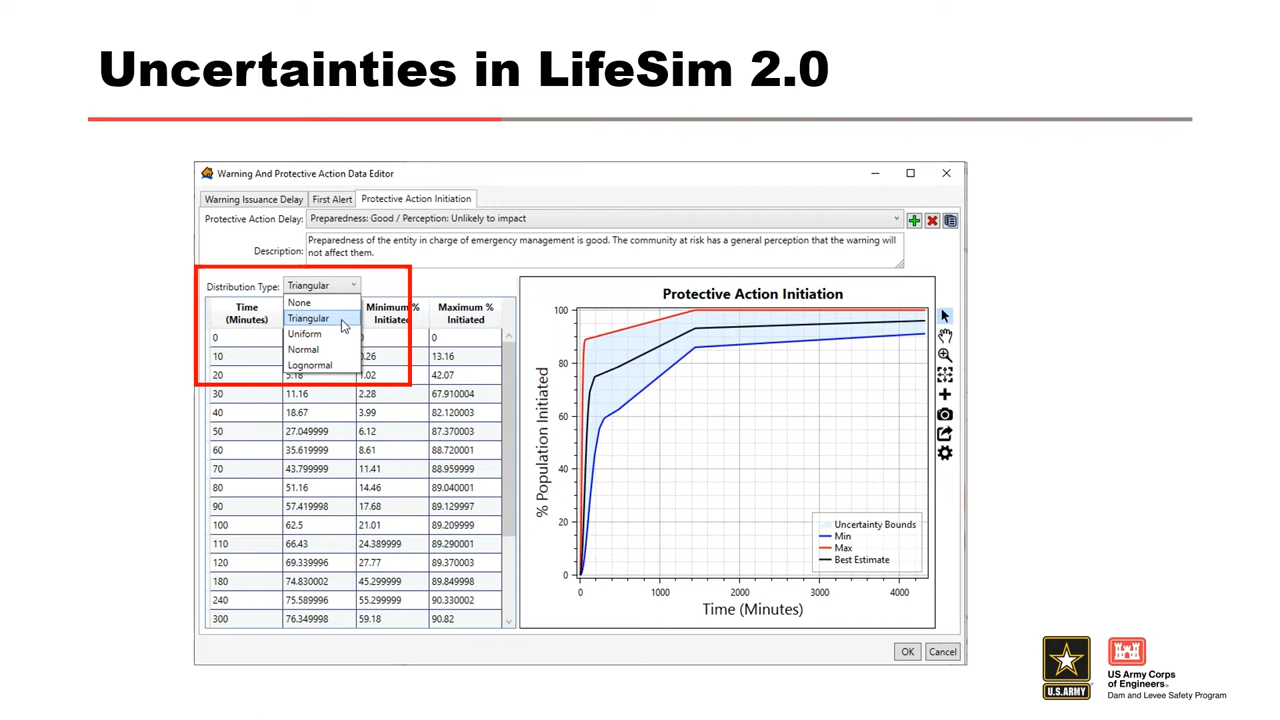 Uncertainties in LifeSim 2.0
Warning And Protective Action Data Editor
Warning Issuance Delay First Alert Protective Action Initiation
Protective Action Delay: Preparedness: Good / Perception: Unlikely to impact
Description: Preparedness of the entity in charge of emergency management is good. The community at risk has a general perception that the warning will
not affect them.
Distribution Type: Triangular
None
Triangular
Uniform
Normal
Lognormal
Time
(Minutes)
Minimum %
Initiated
Maximum %
Initiated
0 0
10 13.16
20 5.18 1.02 42.07
30 11.16 2.28 67.910004
40 18.67 3.99 82.120003
50 27.049999 6.12 87.370003
60 35.619999 8.61 88.720001
70 43.799999 11.41 88.959999
80 51.16 14.46 89.040001
90 57.419998 17.68 89.129997
100 62.5 21.01 89.209999
110 66.43 24.389999 89.290001
120 69.339996 27.77 89.370003
180 74.830002 45.299999 89.849998
240 75.589996 55.299999 90.330002
300 76.349998 59.18 90.82
Protective Action Initiation
% Population Initiated
100
80
60
40
20
0
0 1000 2000 3000 4000
Time (Minutes)
Uncertainty Bounds
Min
Max
Best Estimate
OK Cancel
U.S.ARMY
US Army Corps
of Engineers®
Dam and Levee Safety Program